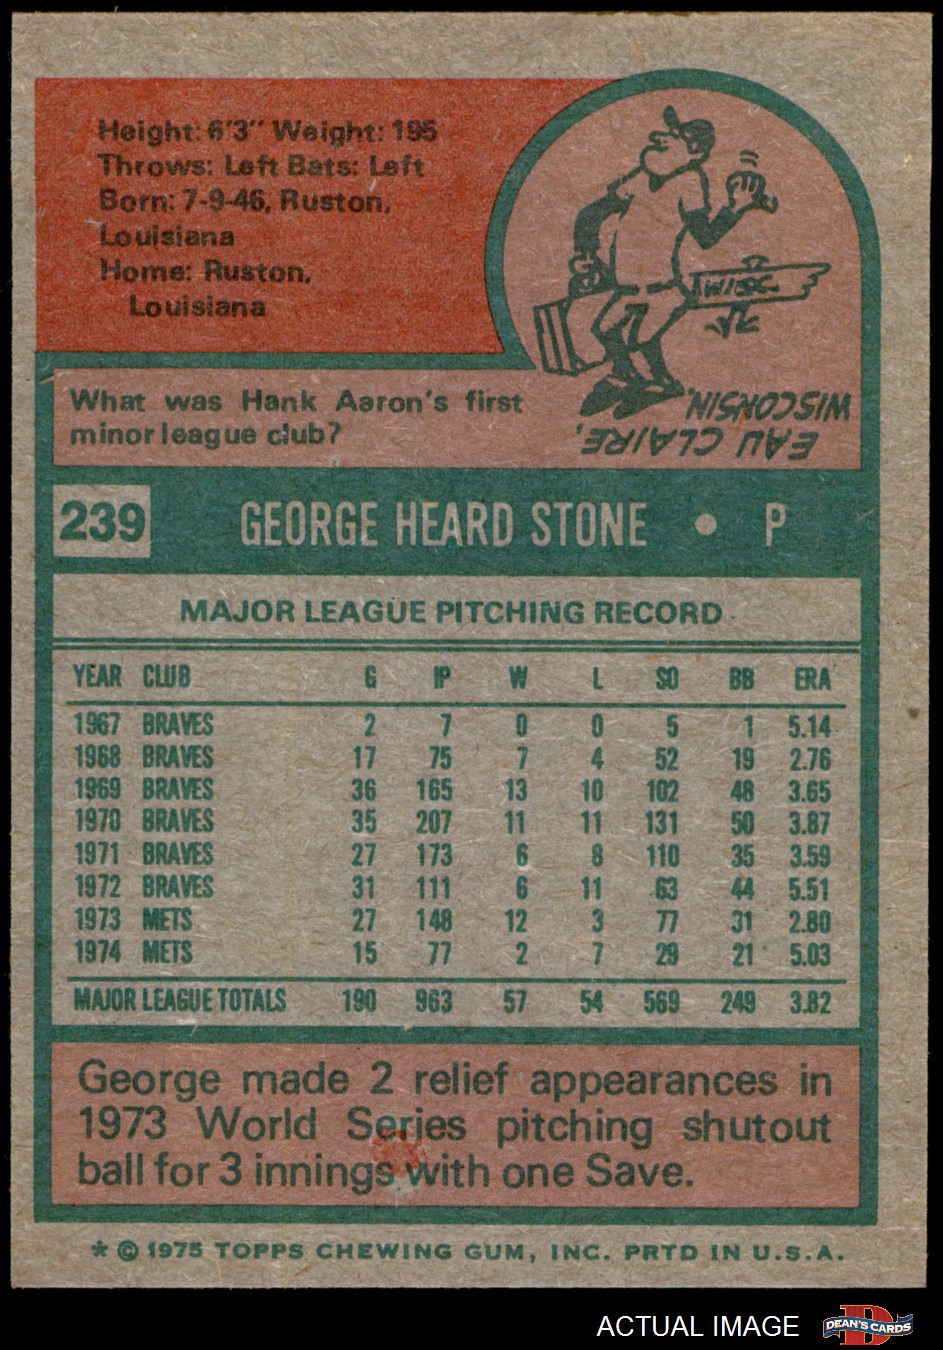 Height: 6'3" Weight: 195
Throws: Left Bats: Left
Born: 7-9-46, Ruston,
Louisiana
Home: Ruston,
Louisiana
What was Hank Aaron's first
minor league club?
EAU CLAIRE,
WISCONSIN.
239 GEORGE HEARD STONE • P
MAJOR LEAGUE PITCHING RECORD
YEAR CLUB G IP W L SO BB ERA
1967 BRAVES 2 7 0 0 5 1 5.14
1968 BRAVES 17 75 7 4 52 19 2.76
1969 BRAVES 36 165 13 10 102 48 3.65
1970 BRAVES 35 207 11 11 131 50 3.87
1971 BRAVES 27 173 6 8 110 35 3.59
1972 BRAVES 31 111 6 11 63 44 5.51
1973 METS 27 148 12 3 77 31 2.80
1974 METS 15 77 2 7 29 21 5.03
MAJOR LEAGUE TOTALS 190 963 57 54 569 249 3.82
George made 2 relief appearances in
1973 World Series pitching shutout
ball for 3 innings with one Save.
* © 1975 TOPPS CHEWING GUM, INC. PRTD IN U.S.A.
ACTUAL IMAGE
DEAN'S CARDS